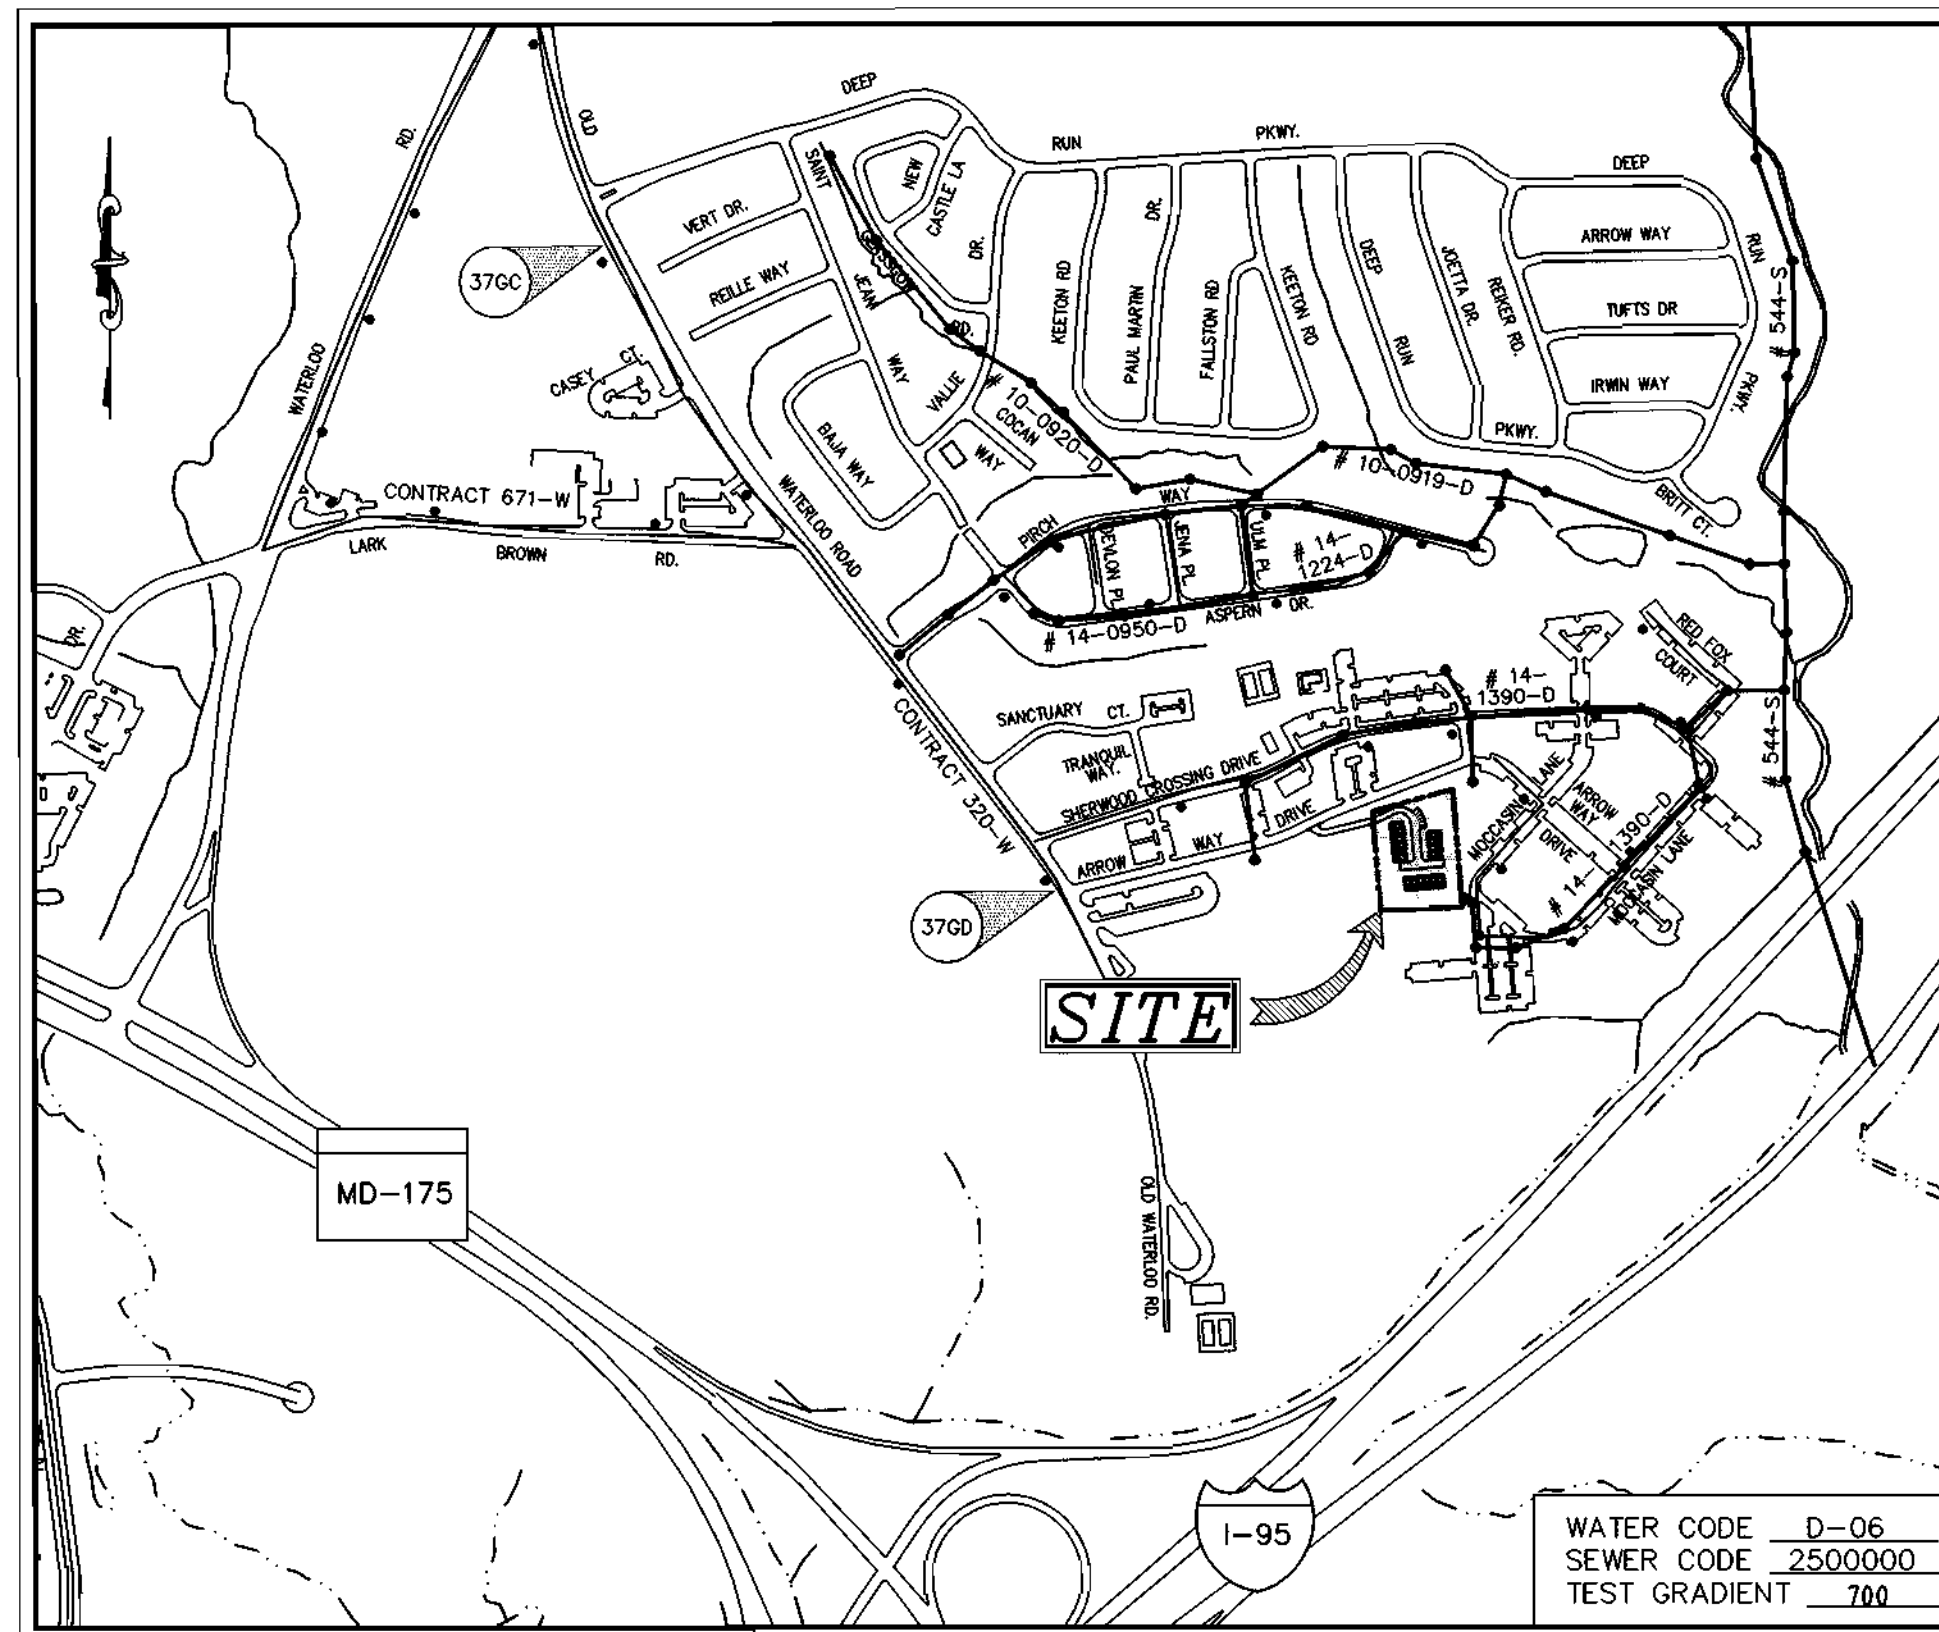 DEEP
RUN
PKWY.
DEEP
OLD
RD.
SAINT
NEW
CASTLE LA
VERT DR.
DR.
DR.
RUN
ARROW WAY
37GC
REILLE WAY
JEAN
KEETON RD
PAUL MARTIN
FALLSTON RD
KEETON RD
DEEP
JOETTA DR.
REIKER RD.
TUFTS DR
# 544-S
RD.
RUN
WATERLOO
CASEY
CT.
WAY
VALLIE
IRWIN WAY
PKWY.
# 10-0920-D
COCAN
WAY
BAJA WAY
PKWY.
# 10-0919-D
BRITT CT.
CONTRACT 671-W
WATERLOO ROAD
WAY
PIRCH
DEVLON PL
JENA PL.
ULM PL.
# 14-
1224-D
LARK
BROWN
RD.
ASPERN
DR.
# 14-0950-D
DR.
RED FOX
COURT
# 14-
1390-D
SANCTUARY
CT.
CONTRACT 320-W
TRANQUIL
WAY.
SHERWOOD CROSSING DRIVE
# 544-S
MOCCASIN
LANE
ARROW
WAY
DRIVE
ARROW
WAY
DRIVE
# 14-1390-D
MOCCASIN LANE
37GD
SITE
MD-175
OLD WATERLOO RD.
I-95
WATER CODE D-06
SEWER CODE 2500000
TEST GRADIENT 700